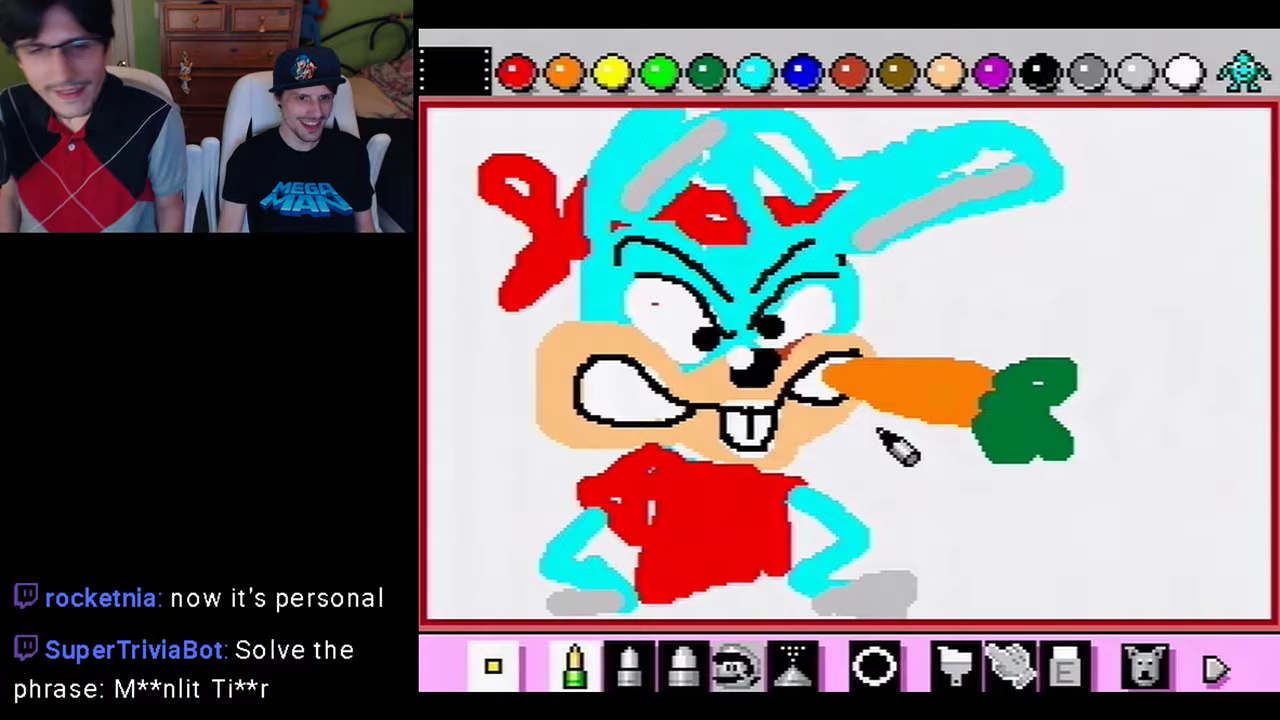 MEGA
MAN
rocketnia: now it's personal
SuperTriviaBot: Solve the
phrase: M**nlit Ti**r
E